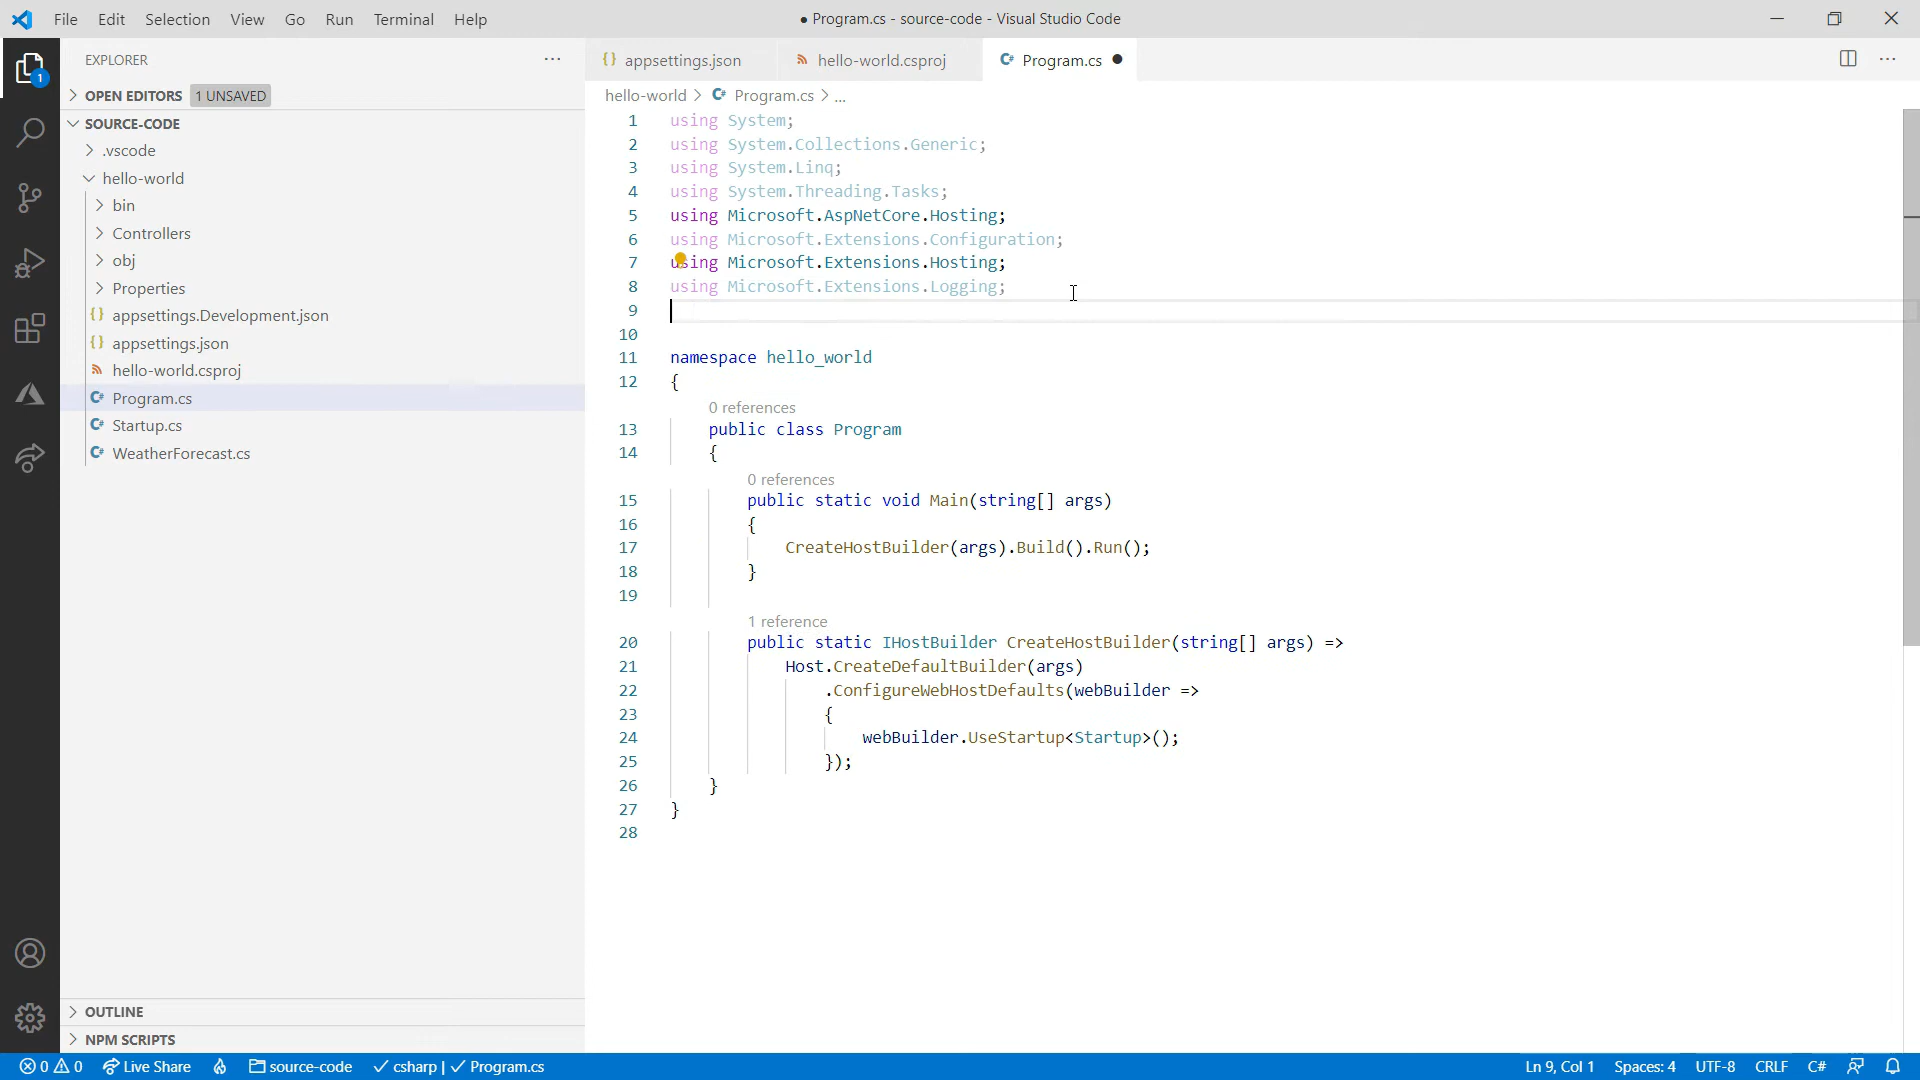 File Edit Selection View Go Run Terminal Help
● Program.cs - source-code - Visual Studio Code
EXPLORER
OPEN EDITORS 1 UNSAVED
SOURCE-CODE
.vscode
hello-world
bin
Controllers
obj
Properties
appsettings.Development.json
appsettings.json
hello-world.csproj
Program.cs
Startup.cs
WeatherForecast.cs
OUTLINE
NPM SCRIPTS
1
appsettings.json hello-world.csproj Program.cs ●
hello-world > Program.cs > ...
1 using System;
2 using System.Collections.Generic;
3 using System.Linq;
4 using System.Threading.Tasks;
5 using Microsoft.AspNetCore.Hosting;
6 using Microsoft.Extensions.Configuration;
7 using Microsoft.Extensions.Hosting;
8 using Microsoft.Extensions.Logging;
9
10
11 namespace hello_world
12 {
0 references
13 public class Program
14 {
0 references
15 public static void Main(string[] args)
16 {
17 CreateHostBuilder(args).Build().Run();
18 }
19
1 reference
20 public static IHostBuilder CreateHostBuilder(string[] args) =>
21 Host.CreateDefaultBuilder(args)
22 .ConfigureWebHostDefaults(webBuilder =>
23 {
24 webBuilder.UseStartup<Startup>();
25 });
26 }
27 }
28
0 0 Live Share source-code csharp | Program.cs Ln 9, Col 1 Spaces: 4 UTF-8 CRLF C#